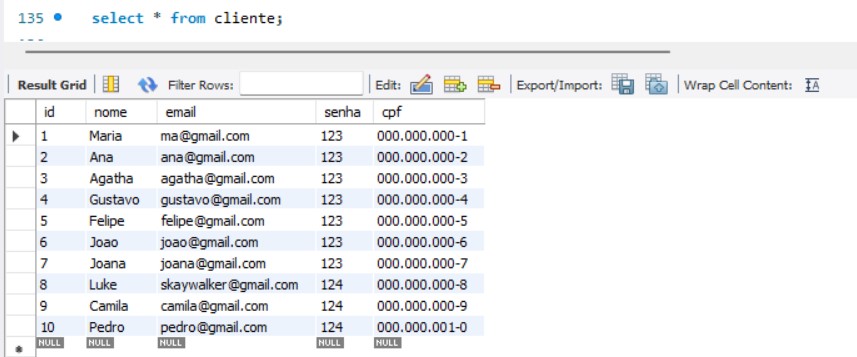 135 select * from cliente;
Result Grid Filter Rows: Edit: Export/Import: Wrap Cell Content: IA
id nome email senha cpf
1 Maria ma@gmail.com 123 000.000.000-1
2 Ana ana@gmail.com 123 000.000.000-2
3 Agatha agatha@gmail.com 123 000.000.000-3
4 Gustavo gustavo@gmail.com 123 000.000.000-4
5 Felipe felipe@gmail.com 123 000.000.000-5
6 Joao joao@gmail.com 123 000.000.000-6
7 Joana joana@gmail.com 123 000.000.000-7
8 Luke skaywalker@gmail.com 124 000.000.000-8
9 Camila camila@gmail.com 124 000.000.000-9
10 Pedro pedro@gmail.com 124 000.000.001-0
NULL NULL NULL NULL NULL